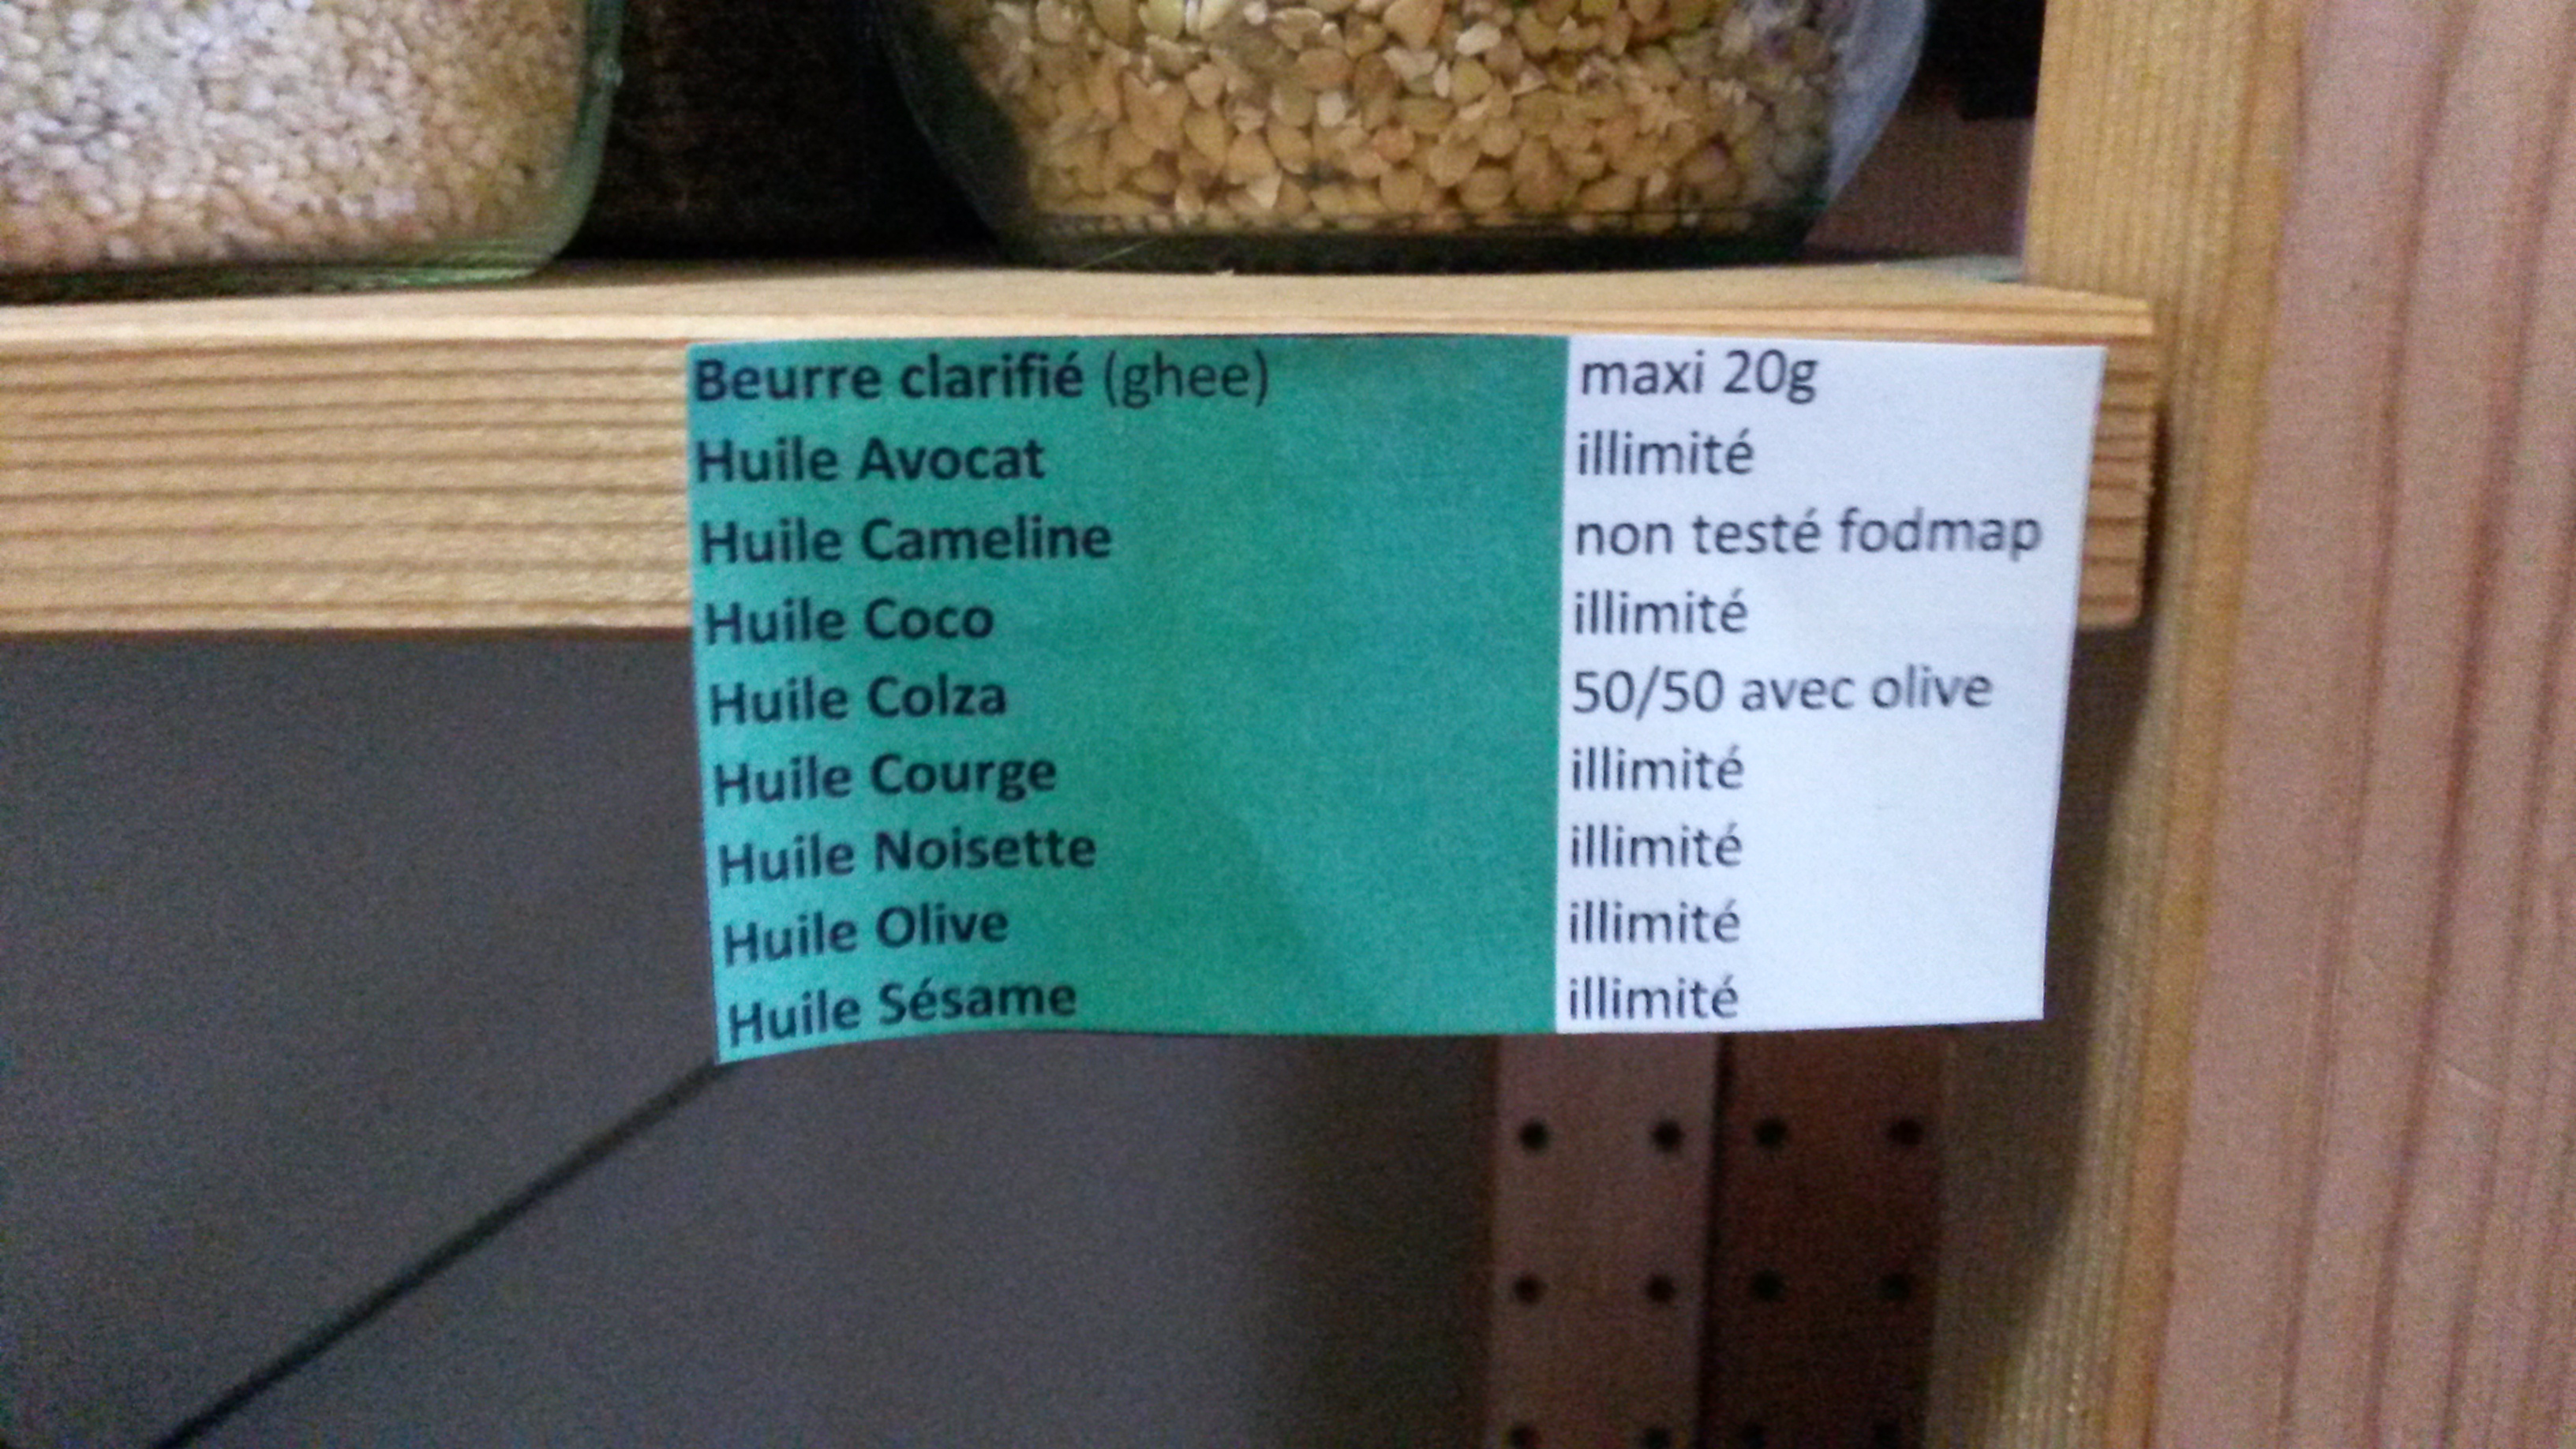 Beurre clarifié (ghee) maxi 20g
Huile Avocat illimité
Huile Cameline non testé fodmap
Huile Coco illimité
Huile Colza 50/50 avec olive
Huile Courge illimité
Huile Noisette illimité
Huile Olive illimité
Huile Sésame illimité